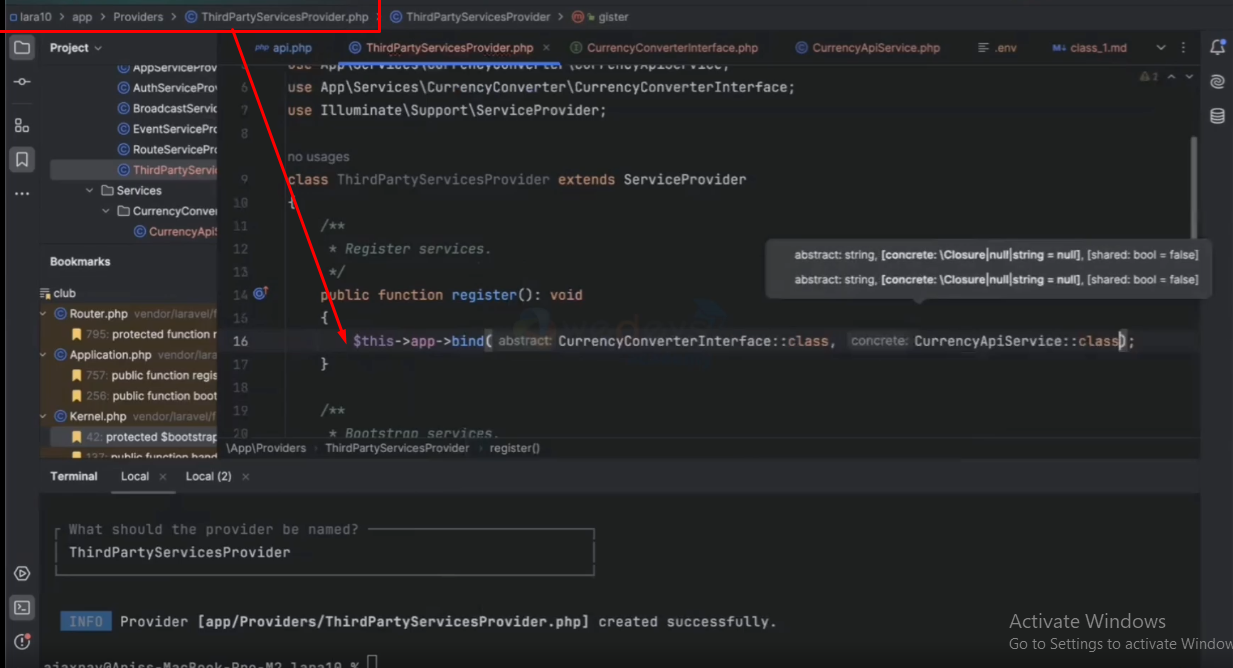 lara10 > app > Providers > ThirdPartyServicesProvider.php > ThirdPartyServicesProvider > gister
Project
api.php
ThirdPartyServicesProvider.php
CurrencyConverterInterface.php
CurrencyApiService.php
.env
class_1.md
AppServiceProv
AuthServiceProv
BroadcastServic
EventServicePro
RouteServicePro
ThirdPartyServi
Services
CurrencyConver
CurrencyApiS
Bookmarks
club
Router.php vendor/laravel/f
795: protected function r
Application.php vendor/larave
757: public function regis
256: public function boot
Kernel.php vendor/laravel/f
42: protected $bootstrap
137: public function hand
2
use App\Services\CurrencyConverter\CurrencyApiService;
6 use App\Services\CurrencyConverter\CurrencyConverterInterface;
7 use Illuminate\Support\ServiceProvider;
8
no usages
9 class ThirdPartyServicesProvider extends ServiceProvider
10 {
11 /**
12 * Register services.
13 */
14 public function register(): void
15 {
16 $this->app->bind( abstract: CurrencyConverterInterface::class, concrete: CurrencyApiService::class);
17 }
18
19 /**
20 * Bootstrap services.
abstract: string, [concrete: \Closure|null|string = null], [shared: bool = false]
abstract: string, [concrete: \Closure|null|string = null], [shared: bool = false]
\App\Providers > ThirdPartyServicesProvider > register()
Terminal Local × Local (2) ×
What should the provider be named?
ThirdPartyServicesProvider
INFO Provider [app/Providers/ThirdPartyServicesProvider.php] created successfully.
ajaxray@Aniss-MacBook-Pro-M2 lara10 %
Activate Windows
Go to Settings to activate Window